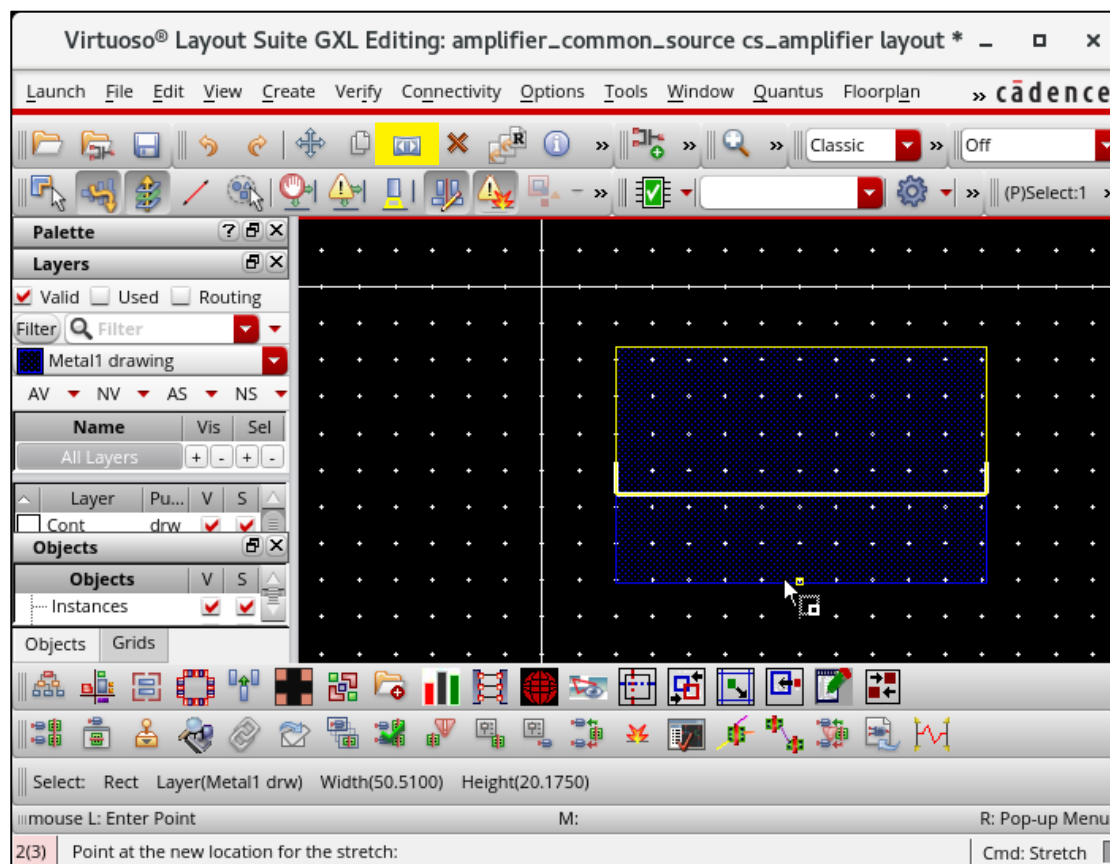 Virtuoso® Layout Suite GXL Editing: amplifier_common_source cs_amplifier layout *
Launch File Edit View Create Verify Connectivity Options Tools Window Quantus Floorplan » cādence
R » » » Classic » Off
» » (P)Select:1 »
Palette
Layers
Valid Used Routing
Filter Filter
Metal1 drawing
AV NV AS NS
Name Vis Sel
All Layers + - + -
Layer Pu... V S
Cont drw
Objects
Objects V S
Instances
Objects Grids
Select: Rect Layer(Metal1 drw) Width(50.5100) Height(20.1750)
mouse L: Enter Point M: R: Pop-up Menu
2(3) Point at the new location for the stretch: Cmd: Stretch